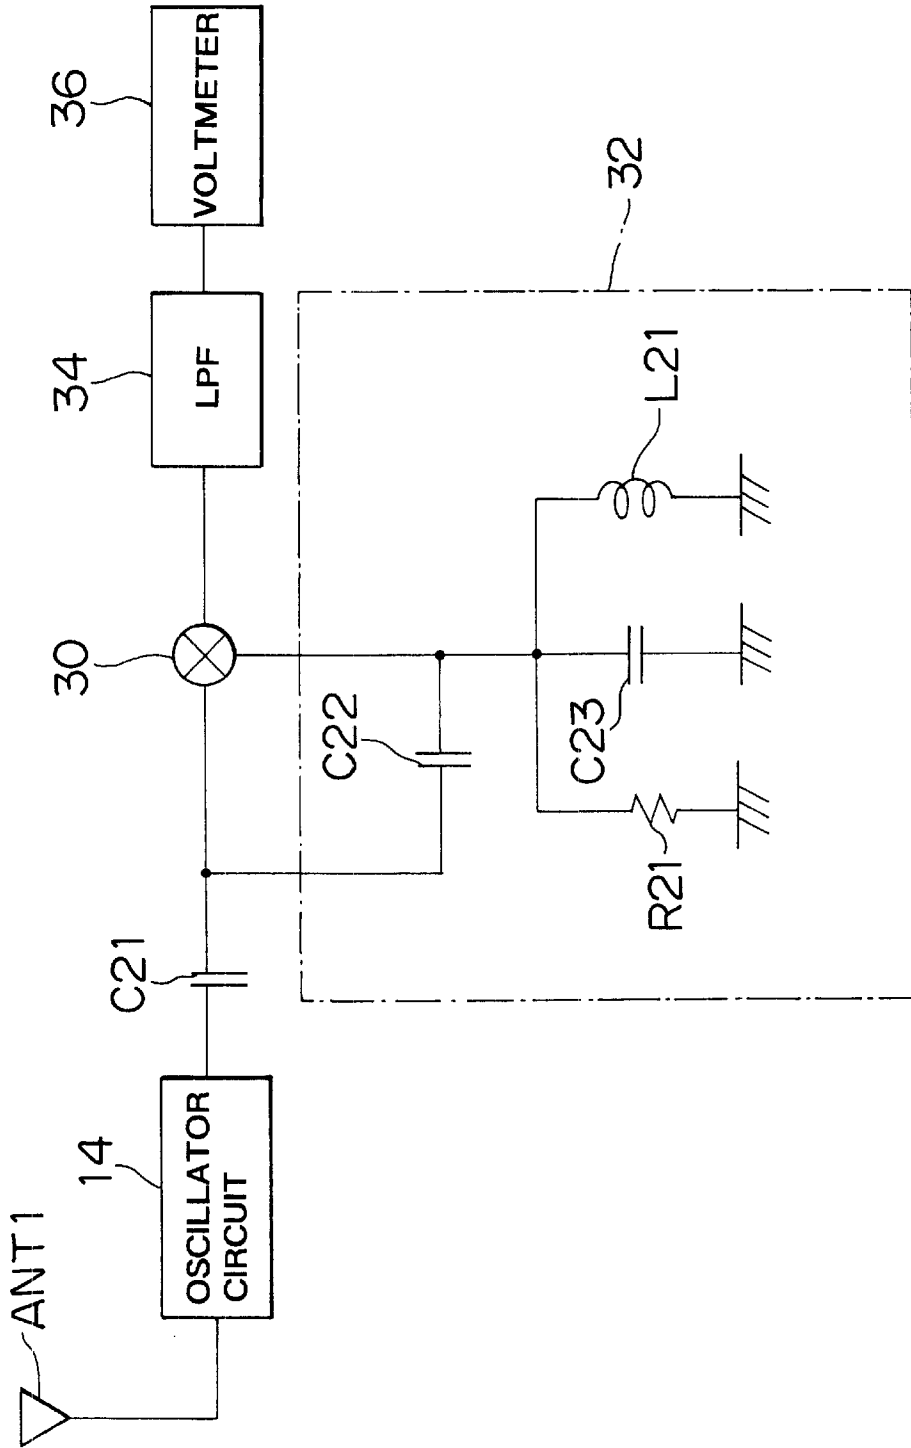 ANT1
14
OSCILLATOR
CIRCUIT
C21
30
34
LPF
36
VOLTMETER
C22
32
R21
C23
L21